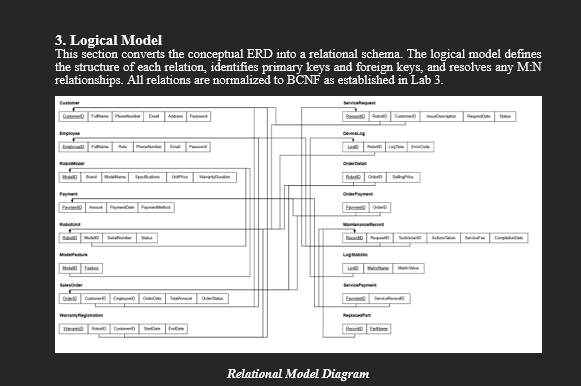 3. Logical Model
This section converts the conceptual ERD into a relational schema. The logical model defines
the structure of each relation, identifies primary keys and foreign keys, and resolves any M:N
relationships. All relations are normalized to BCNF as established in Lab 3.
Customer
CustomerID FullName PhoneNumber Email Address Password
Employee
EmployeeID FullName Role PhoneNumber Email Password
RobotModel
ModelID Brand ModelName Specifications UnitPrice WarrantyDuration
Payment
PaymentID Amount PaymentDate PaymentMethod
RobotUnit
RobotID ModelID SerialNumber Status
ModelFeature
ModelID Feature
SalesOrder
OrderID CustomerID EmployeeID OrderDate TotalAmount OrderStatus
WarrantyRegistration
WarrantyID RobotID CustomerID StartDate EndDate
ServiceRequest
RequestID RobotID CustomerID IssueDescription RequestDate Status
DeviceLog
LogID RobotID LogTime ErrorCode
OrderDetail
RobotID OrderID SellingPrice
OrderPayment
PaymentID OrderID
MaintenanceRecord
RecordID RequestID TechnicianID ActionsTaken ServiceFee CompletionDate
LogStatistic
LogID MetricName MetricValue
ServicePayment
PaymentID ServiceRecordID
ReplacedPart
RecordID PartName
Relational Model Diagram